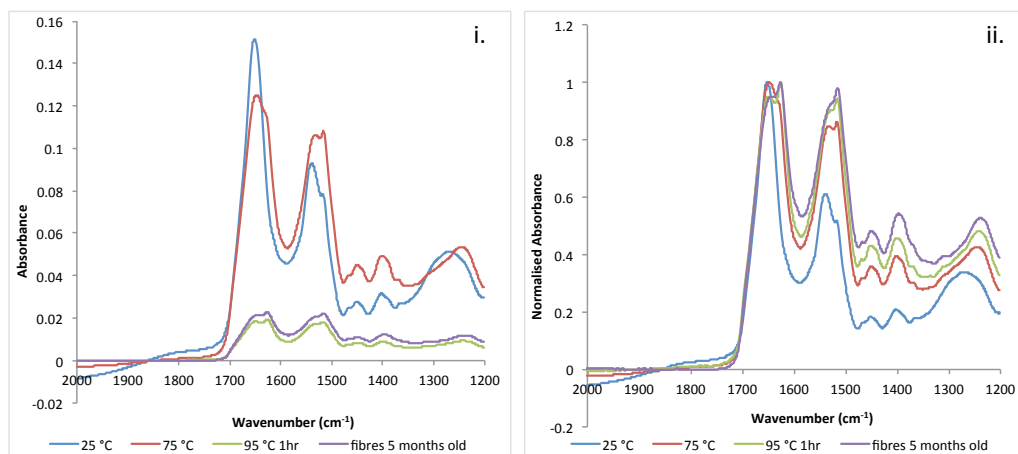 i.
0.16
0.14
0.12
0.1
0.08
0.06
0.04
0.02
0
-0.02
Absorbance
2000 1900 1800 1700 1600 1500 1400 1300 1200
Wavenumber (cm⁻¹)
25 °C 75 °C 95 °C 1hr fibres 5 months old
ii.
1
0.8
0.6
0.4
0.2
0
-0.2
Normalised Absorbance
2000 1900 1800 1700 1600 1500 1400 1300 1200
Wavenumber (cm⁻¹)
25 °C 75 °C 95 °C 1hr fibres 5 months old